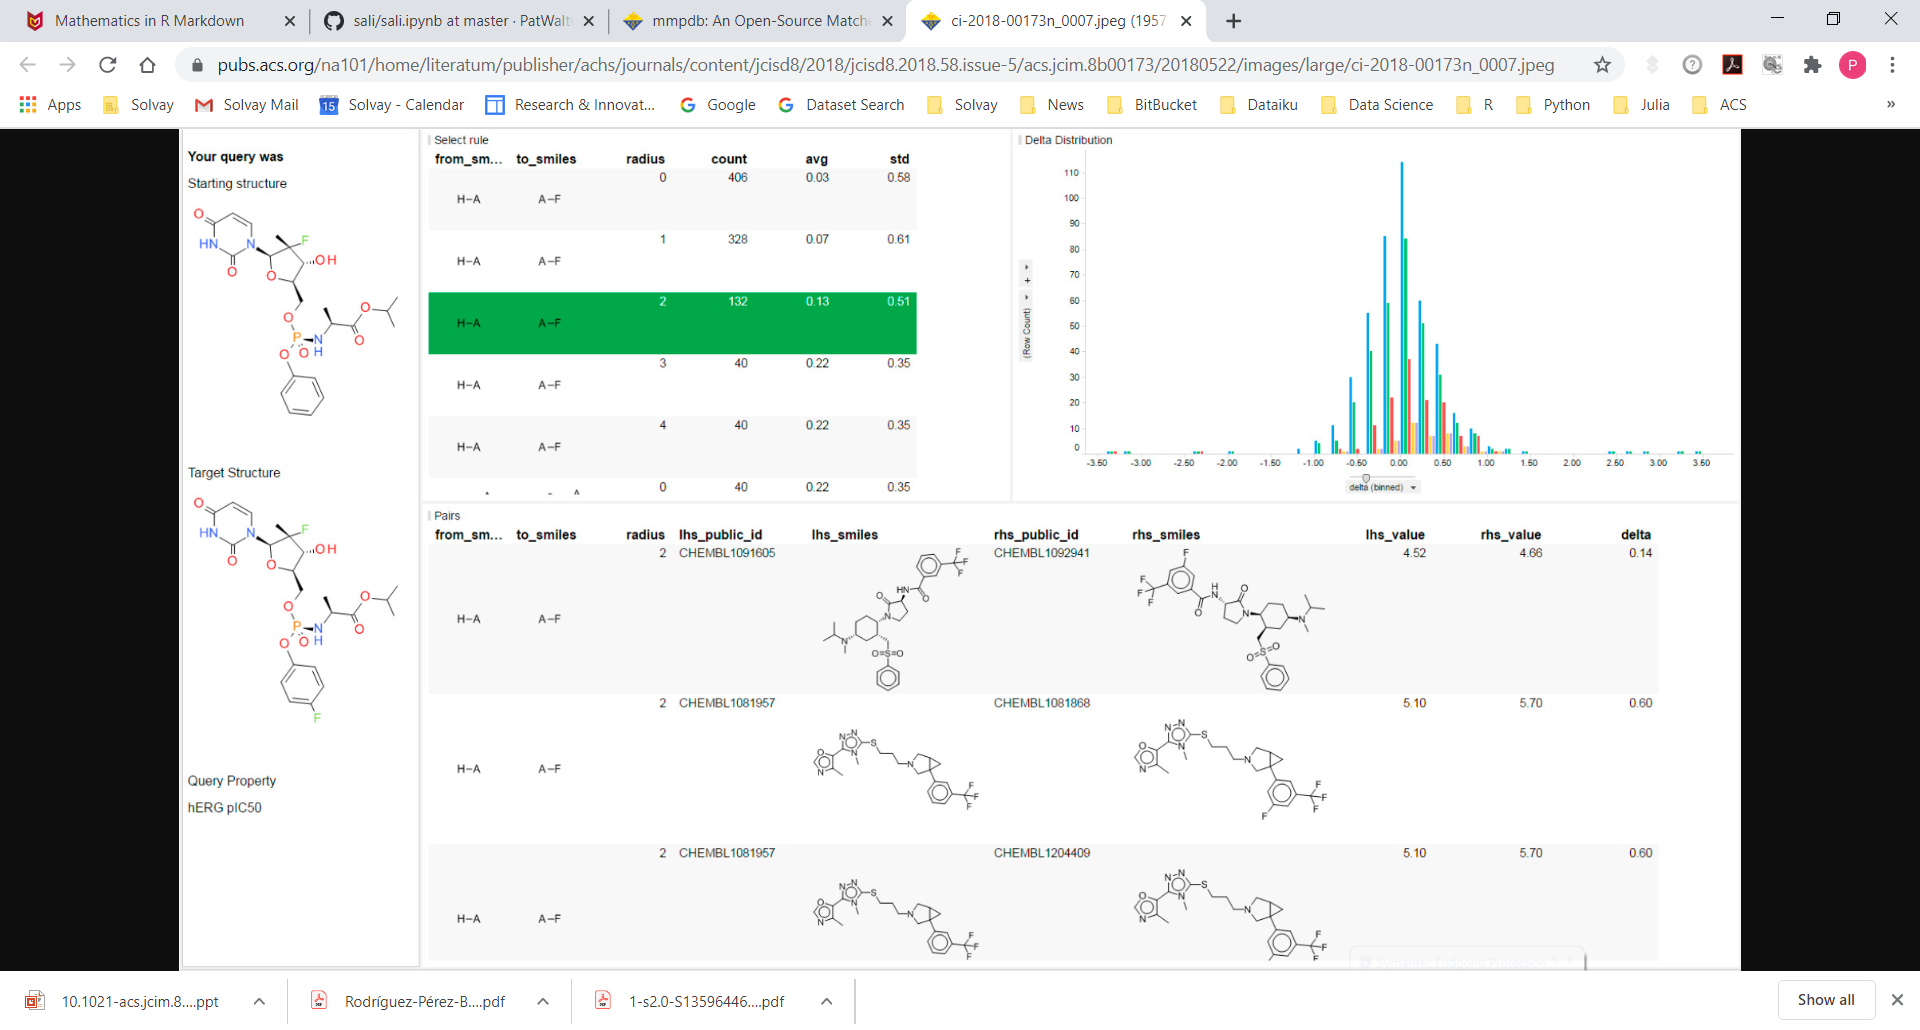 Mathematics in R Markdown
sali/sali.ipynb at master · PatWalt
mmpdb: An Open-Source Matche
ci-2018-00173n_0007.jpeg (1957
pubs.acs.org/na101/home/literatum/publisher/achs/journals/content/jcisd8/2018/jcisd8.2018.58.issue-5/acs.jcim.8b00173/20180522/images/large/ci-2018-00173n_0007.jpeg
P
Apps Solvay Solvay Mail 15 Solvay - Calendar Research & Innovat... Google Dataset Search Solvay News BitBucket Dataiku Data Science R Python Julia ACS »
Your query was
Starting structure
O
HN N F
O O OH
O O
P N O
O O H
Target Structure
O
HN N F
O O OH
O O
P N O
O O H
F
Query Property
hERG pIC50
Select rule
from_sm... to_smiles radius count avg std
0 406 0.03 0.58
H–A A–F
1 328 0.07 0.61
H–A A–F
2 132 0.13 0.51
H–A A–F
3 40 0.22 0.35
H–A A–F
4 40 0.22 0.35
H–A A–F
0 40 0.22 0.35
Delta Distribution
(Row Count)
110
100
90
80
70
60
50
40
30
20
10
0
-3.50 -3.00 -2.50 -2.00 -1.50 -1.00 -0.50 0.00 0.50 1.00 1.50 2.00 2.50 3.00 3.50
delta (binned)
Pairs
from_sm... to_smiles radius lhs_public_id lhs_smiles rhs_public_id rhs_smiles lhs_value rhs_value delta
2 CHEMBL1091605 CHEMBL1092941 4.52 4.66 0.14
H–A A–F
2 CHEMBL1081957 CHEMBL1081868 5.10 5.70 0.60
H–A A–F
2 CHEMBL1081957 CHEMBL1204409 5.10 5.70 0.60
H–A A–F
10.1021-acs.jcim.8....ppt
Rodríguez-Pérez-B....pdf
1-s2.0-S13596446....pdf
Show all